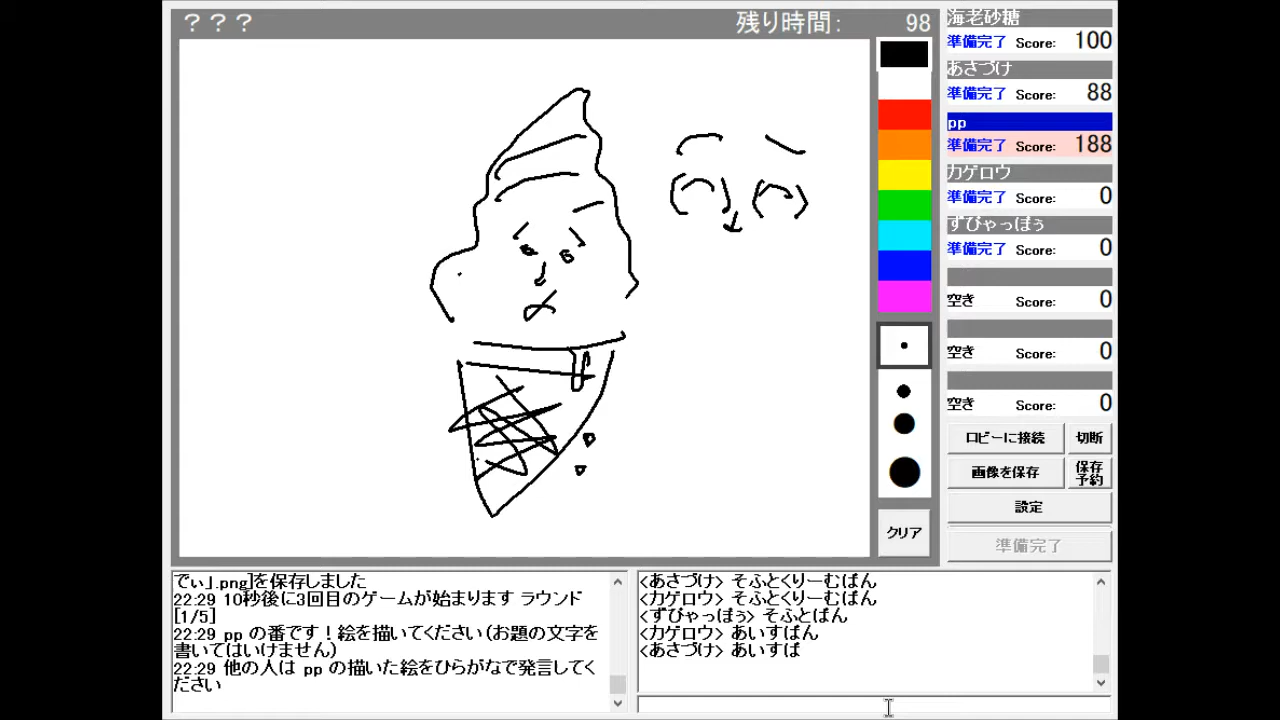 ???
残り時間: 98
海老砂糖
準備完了 Score: 100
あさづけ
準備完了 Score: 88
pp
準備完了 Score: 188
カゲロウ
準備完了 Score: 0
ずびゃっぽぅ
準備完了 Score: 0
空き Score: 0
空き Score: 0
空き Score: 0
ロビーに接続 切断
画像を保存 保存予約
設定
クリア
準備完了
でぃ」.png]を保存しました
22:29 10秒後に3回目のゲームが始まります ラウンド
[1/5]
22:29 pp の番です！絵を描いてください(お題の文字を
書いてはいけません)
22:29 他の人は pp の描いた絵をひらがなで発言してく
ださい
<あさづけ> そふとくりーむぱん
<カゲロウ> そふとくりーむぱん
<ずびゃっぽぅ> そふとぱん
<カゲロウ> あいすぱん
<あさづけ> あいすば